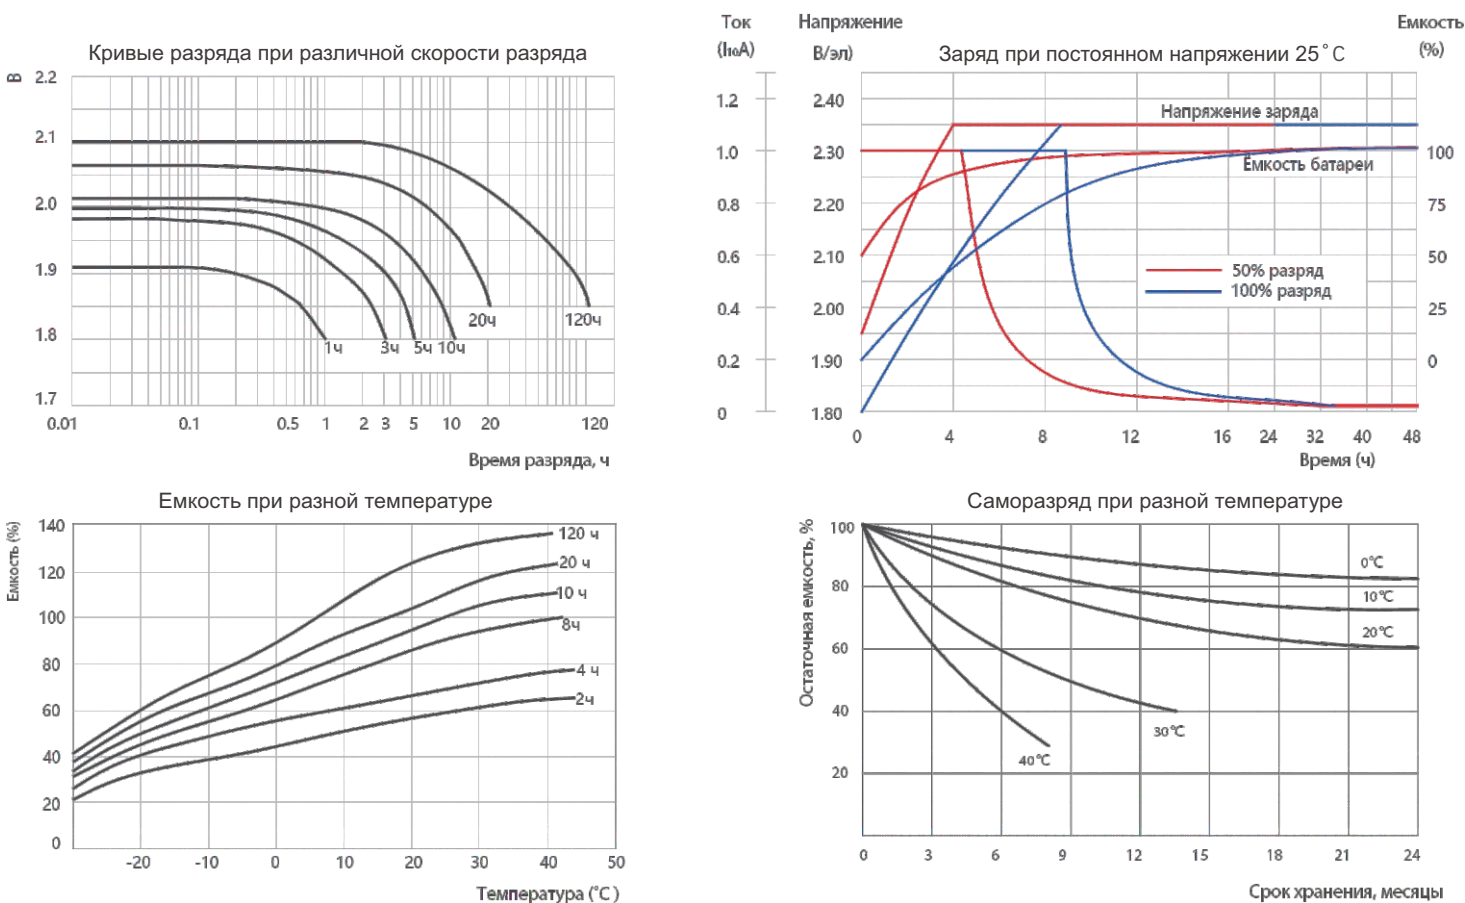 Кривые разряда при различной скорости разряда
В
2.2
2.1
2.0
1.9
1.8
1.7
1ч
3ч
5ч
10ч
20ч
120ч
0.01 0.1 0.5 1 2 3 5 10 20 120
Время разряда, ч
Ток
(I₁₀A)
Напряжение
В/эл)
Заряд при постоянном напряжении 25˚C
Емкость
(%)
1.2
1.0
0.8
0.6
0.4
0.2
0
2.40
2.30
2.20
2.10
2.00
1.90
1.80
Напряжение заряда
Емкость батареи
50% разряд
100% разряд
100
75
50
25
0
0 4 8 12 16 24 32 40 48
Время (ч)
Емкость при разной температуре
Емкость (%)
140
120
100
80
60
40
20
0
120 ч
20 ч
10 ч
8ч
4 ч
2ч
-20 -10 0 10 20 30 40 50
Температура (˚C )
Саморазряд при разной температуре
Остаточная емкость, %
100
80
60
40
20
0°C
10°C
20°C
30°C
40°C
0 3 6 9 12 15 18 21 24
Срок хранения, месяцы